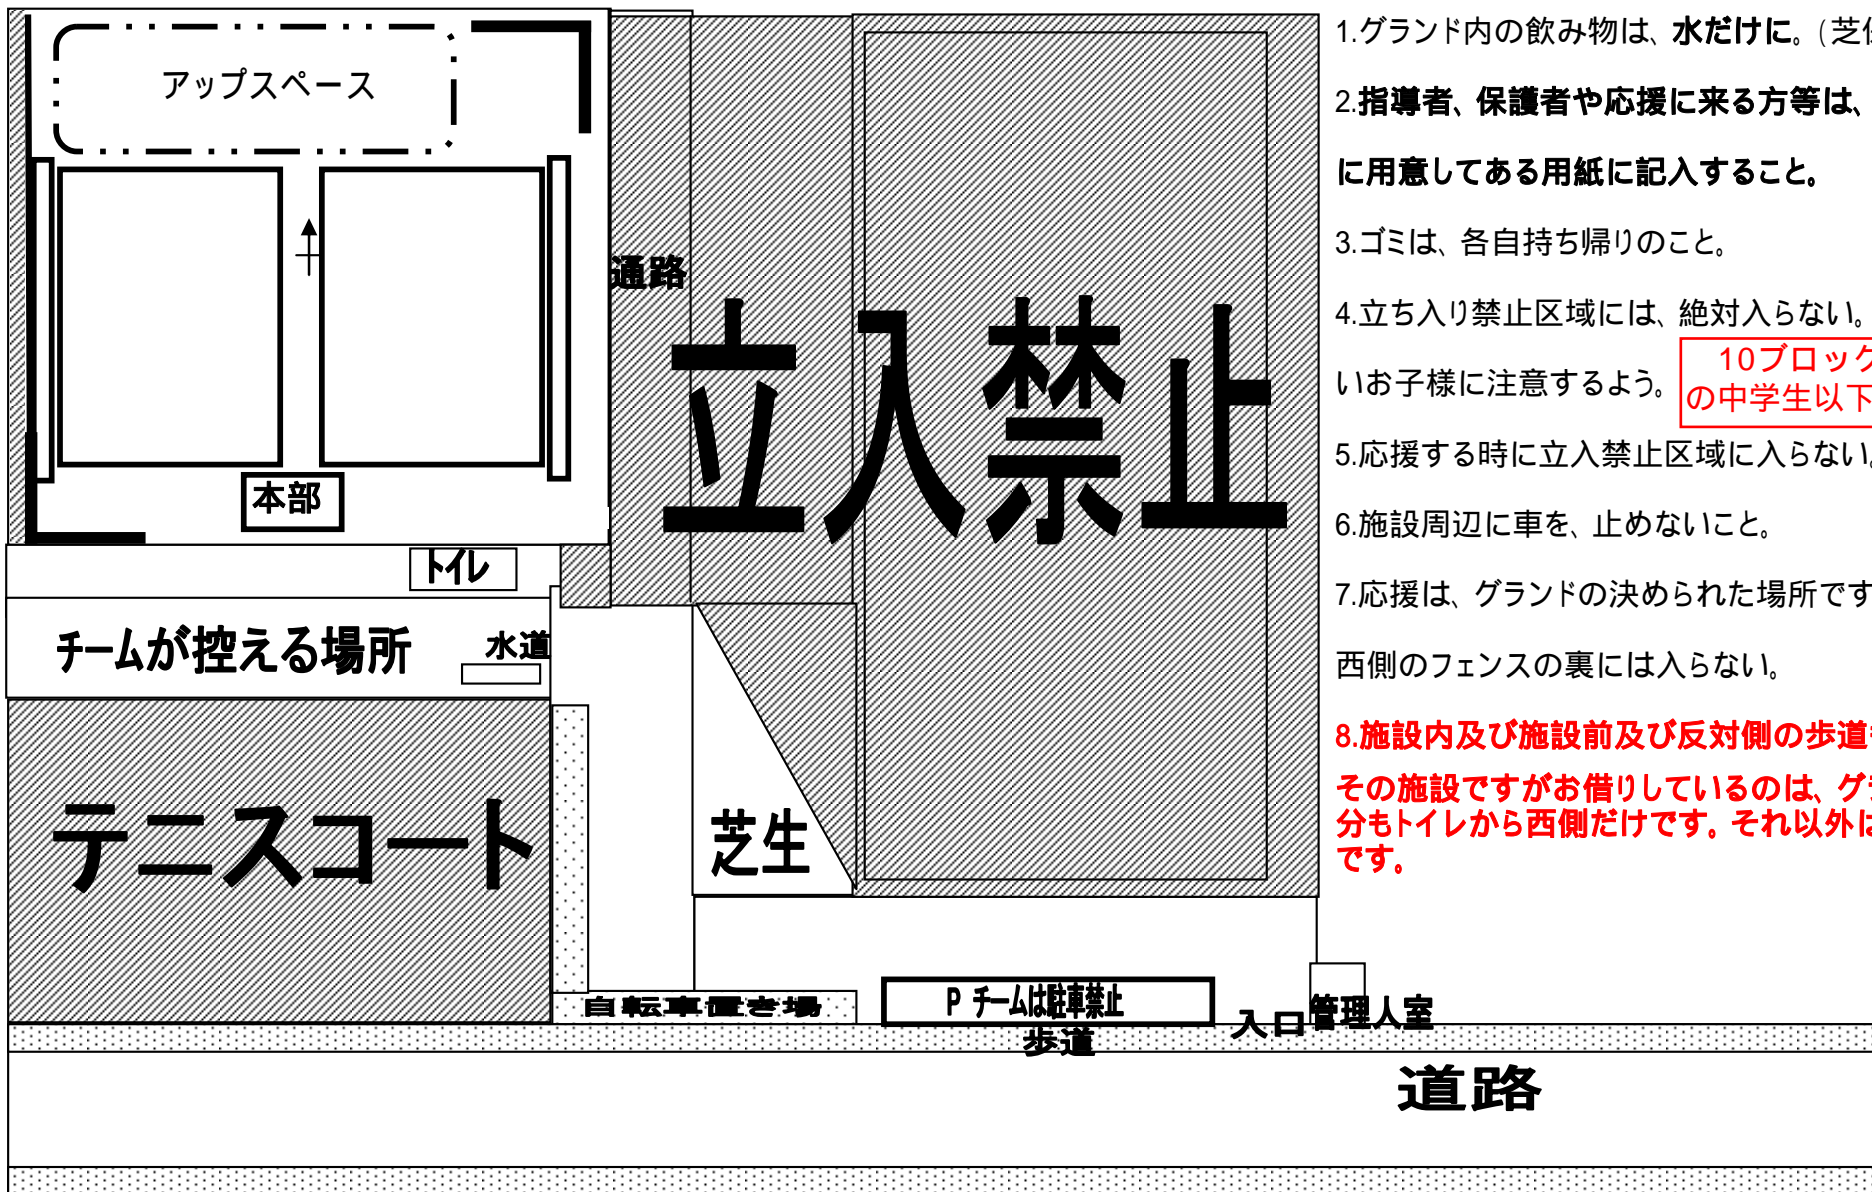 アップスペース
通路
立入禁止
本部
トイレ
チームが控える場所
水道
テニスコート
芝生
自転車置き場
P チームは駐車禁止
歩道
入口
管理人室
道路
1.グランド内の飲み物は、水だけに。(芝
2.指導者、保護者や応援に来る方等は、
に用意してある用紙に記入すること。
3.ゴミは、各自持ち帰りのこと。
4.立ち入り禁止区域には、絶対入らない。
いお子様に注意するよう。
10ブロック
の中学生以下
5.応援する時に立入禁止区域に入らない。
6.施設周辺に車を、止めないこと。
7.応援は、グランドの決められた場所です
西側のフェンスの裏には入らない。
8.施設内及び施設前及び反対側の歩道
その施設ですがお借りしているのは、グ
分もトイレから西側だけです。それ以外は
です。